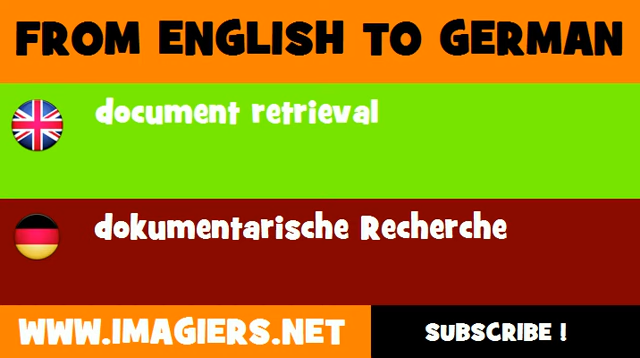 FROM ENGLISH TO GERMAN
document retrieval
dokumentarische Recherche
WWW.IMAGIERS.NET
SUBSCRIBE !